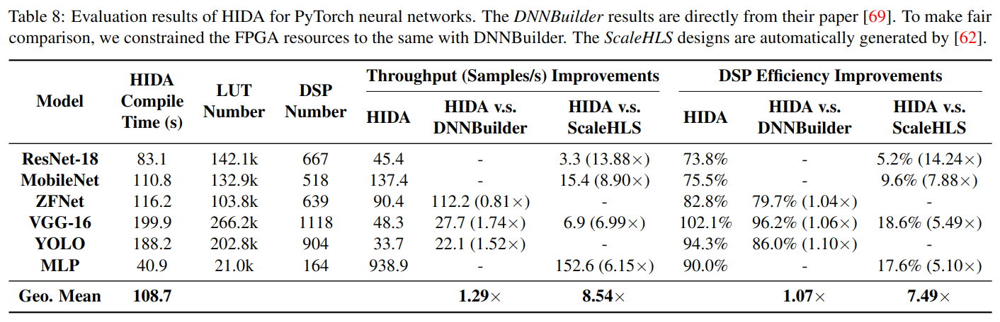 Table 8: Evaluation results of HIDA for PyTorch neural networks. The DNNBuilder results are directly from their paper [69]. To make fair
comparison, we constrained the FPGA resources to the same with DNNBuilder. The ScaleHLS designs are automatically generated by [62].
Model HIDA Compile Time (s) LUT Number DSP Number Throughput (Samples/s) Improvements DSP Efficiency Improvements
HIDA HIDA v.s. DNNBuilder HIDA v.s. ScaleHLS HIDA HIDA v.s. DNNBuilder HIDA v.s. ScaleHLS
ResNet-18 83.1 142.1k 667 45.4 - 3.3 (13.88×) 73.8% - 5.2% (14.24×)
MobileNet 110.8 132.9k 518 137.4 - 15.4 (8.90×) 75.5% - 9.6% (7.88×)
ZFNet 116.2 103.8k 639 90.4 112.2 (0.81×) - 82.8% 79.7% (1.04×) -
VGG-16 199.9 266.2k 1118 48.3 27.7 (1.74×) 6.9 (6.99×) 102.1% 96.2% (1.06×) 18.6% (5.49×)
YOLO 188.2 202.8k 904 33.7 22.1 (1.52×) - 94.3% 86.0% (1.10×) -
MLP 40.9 21.0k 164 938.9 - 152.6 (6.15×) 90.0% - 17.6% (5.10×)
Geo. Mean 108.7 1.29× 8.54× 1.07× 7.49×